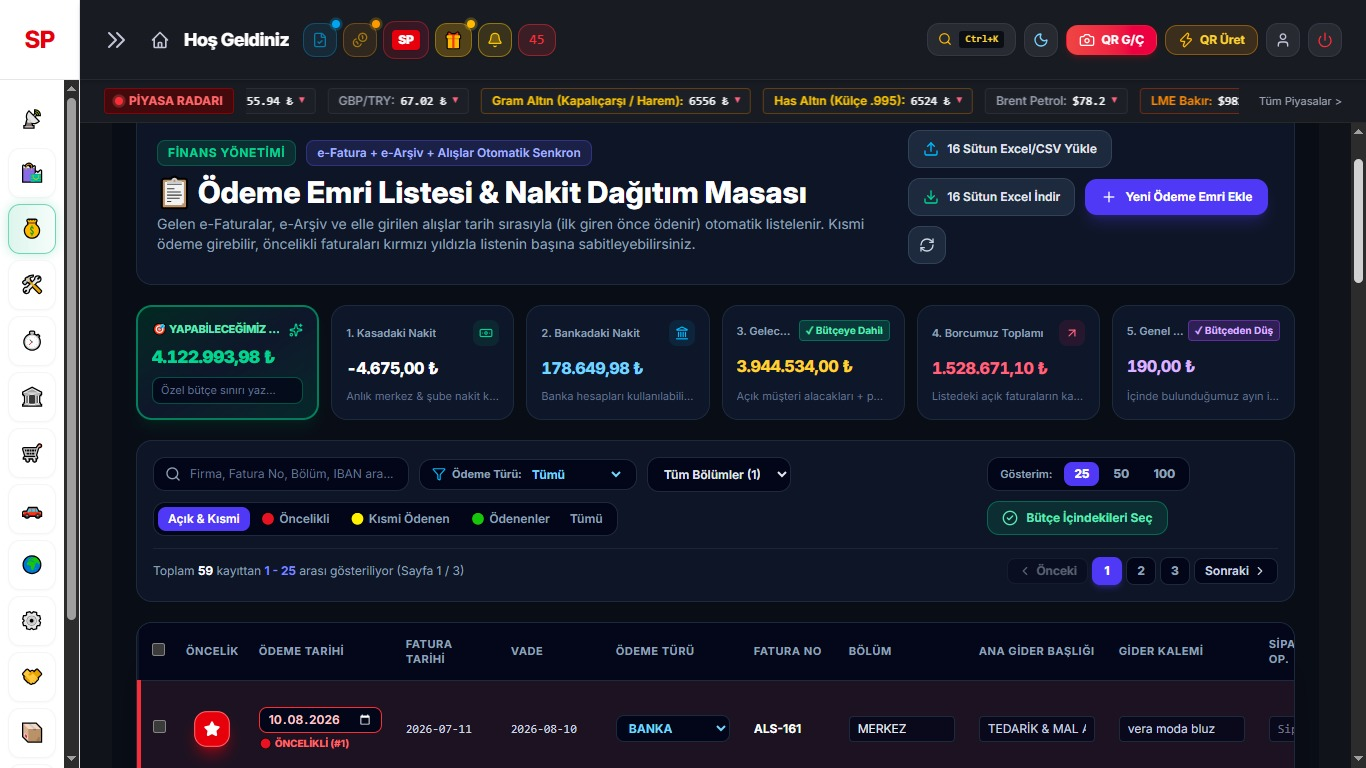 SP
Hoş Geldiniz
SP
45
Ctrl+K
QR G/Ç
QR Üret
PİYASA RADARI
55.94 ₺ ▼
GBP/TRY: 67.02 ₺ ▼
Gram Altın (Kapalıçarşı / Harem): 6556 ₺ ▼
Has Altın (Külçe .995): 6524 ₺ ▼
Brent Petrol: $78.2 ▼
LME Bakır: $98
Tüm Piyasalar >
FİNANS YÖNETİMİ
e-Fatura + e-Arşiv + Alışlar Otomatik Senkron
Ödeme Emri Listesi & Nakit Dağıtım Masası
Gelen e-Faturalar, e-Arşiv ve elle girilen alışlar tarih sırasıyla (ilk giren önce ödenir) otomatik listelenir. Kısmi
ödeme girebilir, öncelikli faturaları kırmızı yıldızla listenin başına sabitleyebilirsiniz.
16 Sütun Excel/CSV Yükle
16 Sütun Excel İndir
+ Yeni Ödeme Emri Ekle
YAPABİLECEĞİMİZ ...
4.122.993,98 ₺
Özel bütçe sınırı yaz...
1. Kasadaki Nakit
-4.675,00 ₺
Anlık merkez & şube nakit k...
2. Bankadaki Nakit
178.649,98 ₺
Banka hesapları kullanılabili...
3. Gelec... ✓ Bütçeye Dahil
3.944.534,00 ₺
Açık müşteri alacakları + p...
4. Borcumuz Toplamı
1.528.671,10 ₺
Listedeki açık faturaların ka...
5. Genel ... ✓ Bütçeden Düş
190,00 ₺
İçinde bulunduğumuz ayın i...
Firma, Fatura No, Bölüm, IBAN ara...
Ödeme Türü: Tümü
Tüm Bölümler (1)
Gösterim: 25 50 100
Açık & Kısmi
Öncelikli
Kısmi Ödenen
Ödenenler
Tümü
Bütçe İçindekileri Seç
Toplam 59 kayıttan 1 - 25 arası gösteriliyor (Sayfa 1 / 3)
< Önceki 1 2 3 Sonraki >
ÖNCELİK
ÖDEME TARİHİ
FATURA
TARİHİ
VADE
ÖDEME TÜRÜ
FATURA NO
BÖLÜM
ANA GİDER BAŞLIĞI
GİDER KALEMİ
SİPA
OP.
10.08.2026
ÖNCELİKLİ (#1)
2026-07-11
2026-08-10
BANKA
ALS-161
MERKEZ
TEDARİK & MAL A
vera moda bluz
Sip